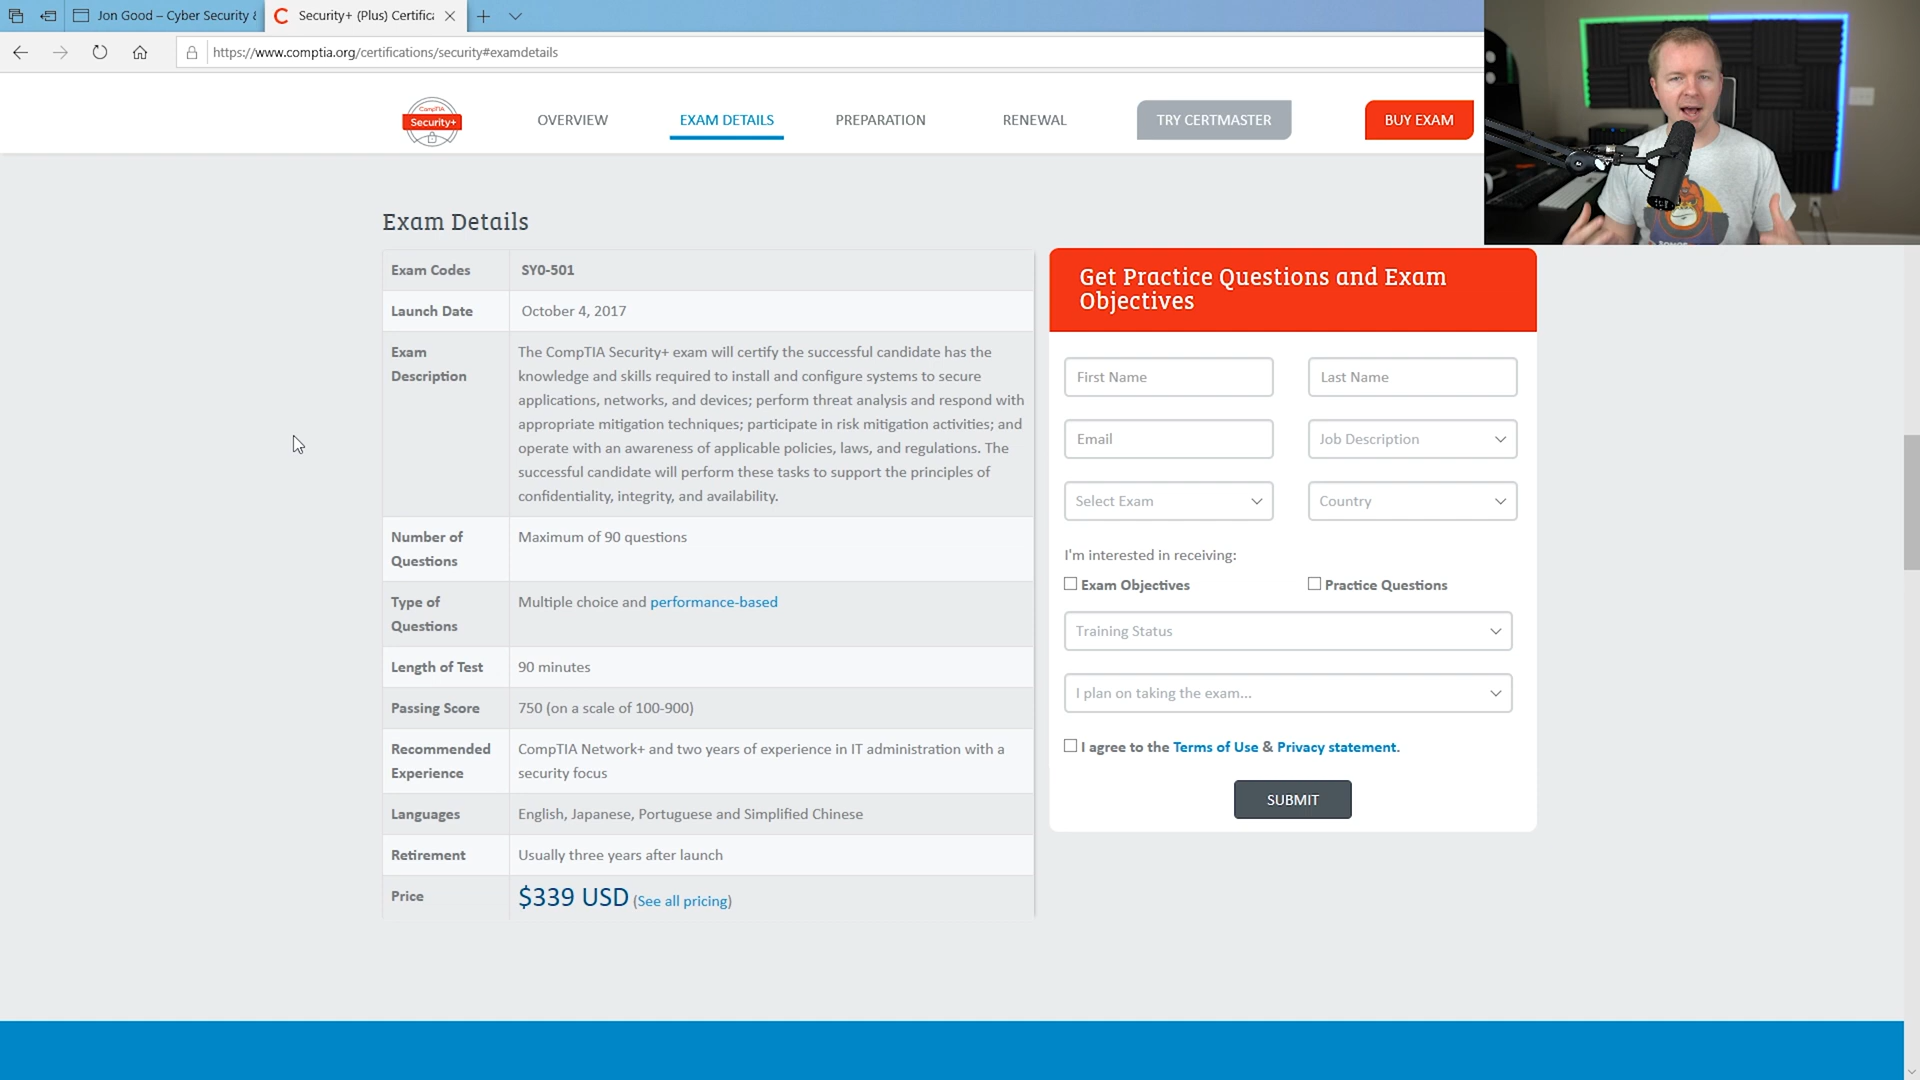 Jon Good – Cyber Security &
Security+ (Plus) Certific
https://www.comptia.org/certifications/security#examdetails
CompTIA
Security+
OVERVIEW
EXAM DETAILS
PREPARATION
RENEWAL
TRY CERTMASTER
BUY EXAM
Exam Details
Exam Codes
SY0-501
Launch Date
October 4, 2017
Exam
Description
The CompTIA Security+ exam will certify the successful candidate has the
knowledge and skills required to install and configure systems to secure
applications, networks, and devices; perform threat analysis and respond with
appropriate mitigation techniques; participate in risk mitigation activities; and
operate with an awareness of applicable policies, laws, and regulations. The
successful candidate will perform these tasks to support the principles of
confidentiality, integrity, and availability.
Number of
Questions
Maximum of 90 questions
Type of
Questions
Multiple choice and performance-based
Length of Test
90 minutes
Passing Score
750 (on a scale of 100-900)
Recommended
Experience
CompTIA Network+ and two years of experience in IT administration with a
security focus
Languages
English, Japanese, Portuguese and Simplified Chinese
Retirement
Usually three years after launch
Price
$339 USD (See all pricing)
Get Practice Questions and Exam
Objectives
First Name
Last Name
Email
Job Description
Select Exam
Country
I'm interested in receiving:
Exam Objectives
Practice Questions
Training Status
I plan on taking the exam...
I agree to the Terms of Use & Privacy statement.
SUBMIT